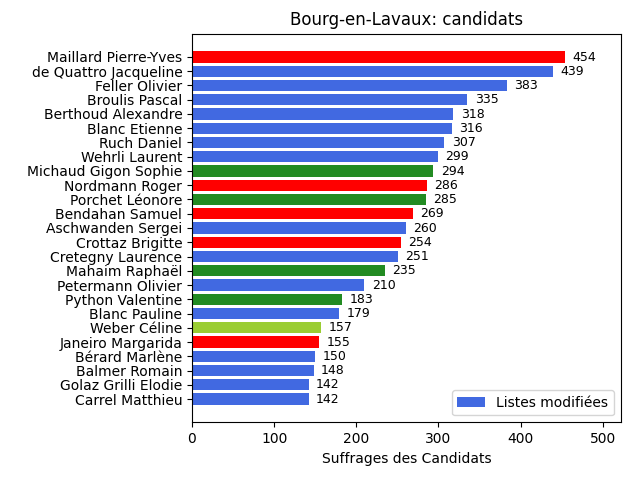 Bourg-en-Lavaux: candidats
Maillard Pierre-Yves 454
de Quattro Jacqueline 439
Feller Olivier 383
Broulis Pascal 335
Berthoud Alexandre 318
Blanc Etienne 316
Ruch Daniel 307
Wehrli Laurent 299
Michaud Gigon Sophie 294
Nordmann Roger 286
Porchet Léonore 285
Bendahan Samuel 269
Aschwanden Sergei 260
Crottaz Brigitte 254
Cretegny Laurence 251
Mahaim Raphaël 235
Petermann Olivier 210
Python Valentine 183
Blanc Pauline 179
Weber Céline 157
Janeiro Margarida 155
Bérard Marlène 150
Balmer Romain 148
Golaz Grilli Elodie 142
Carrel Matthieu 142
Listes modifiées
0 100 200 300 400 500
Suffrages des Candidats